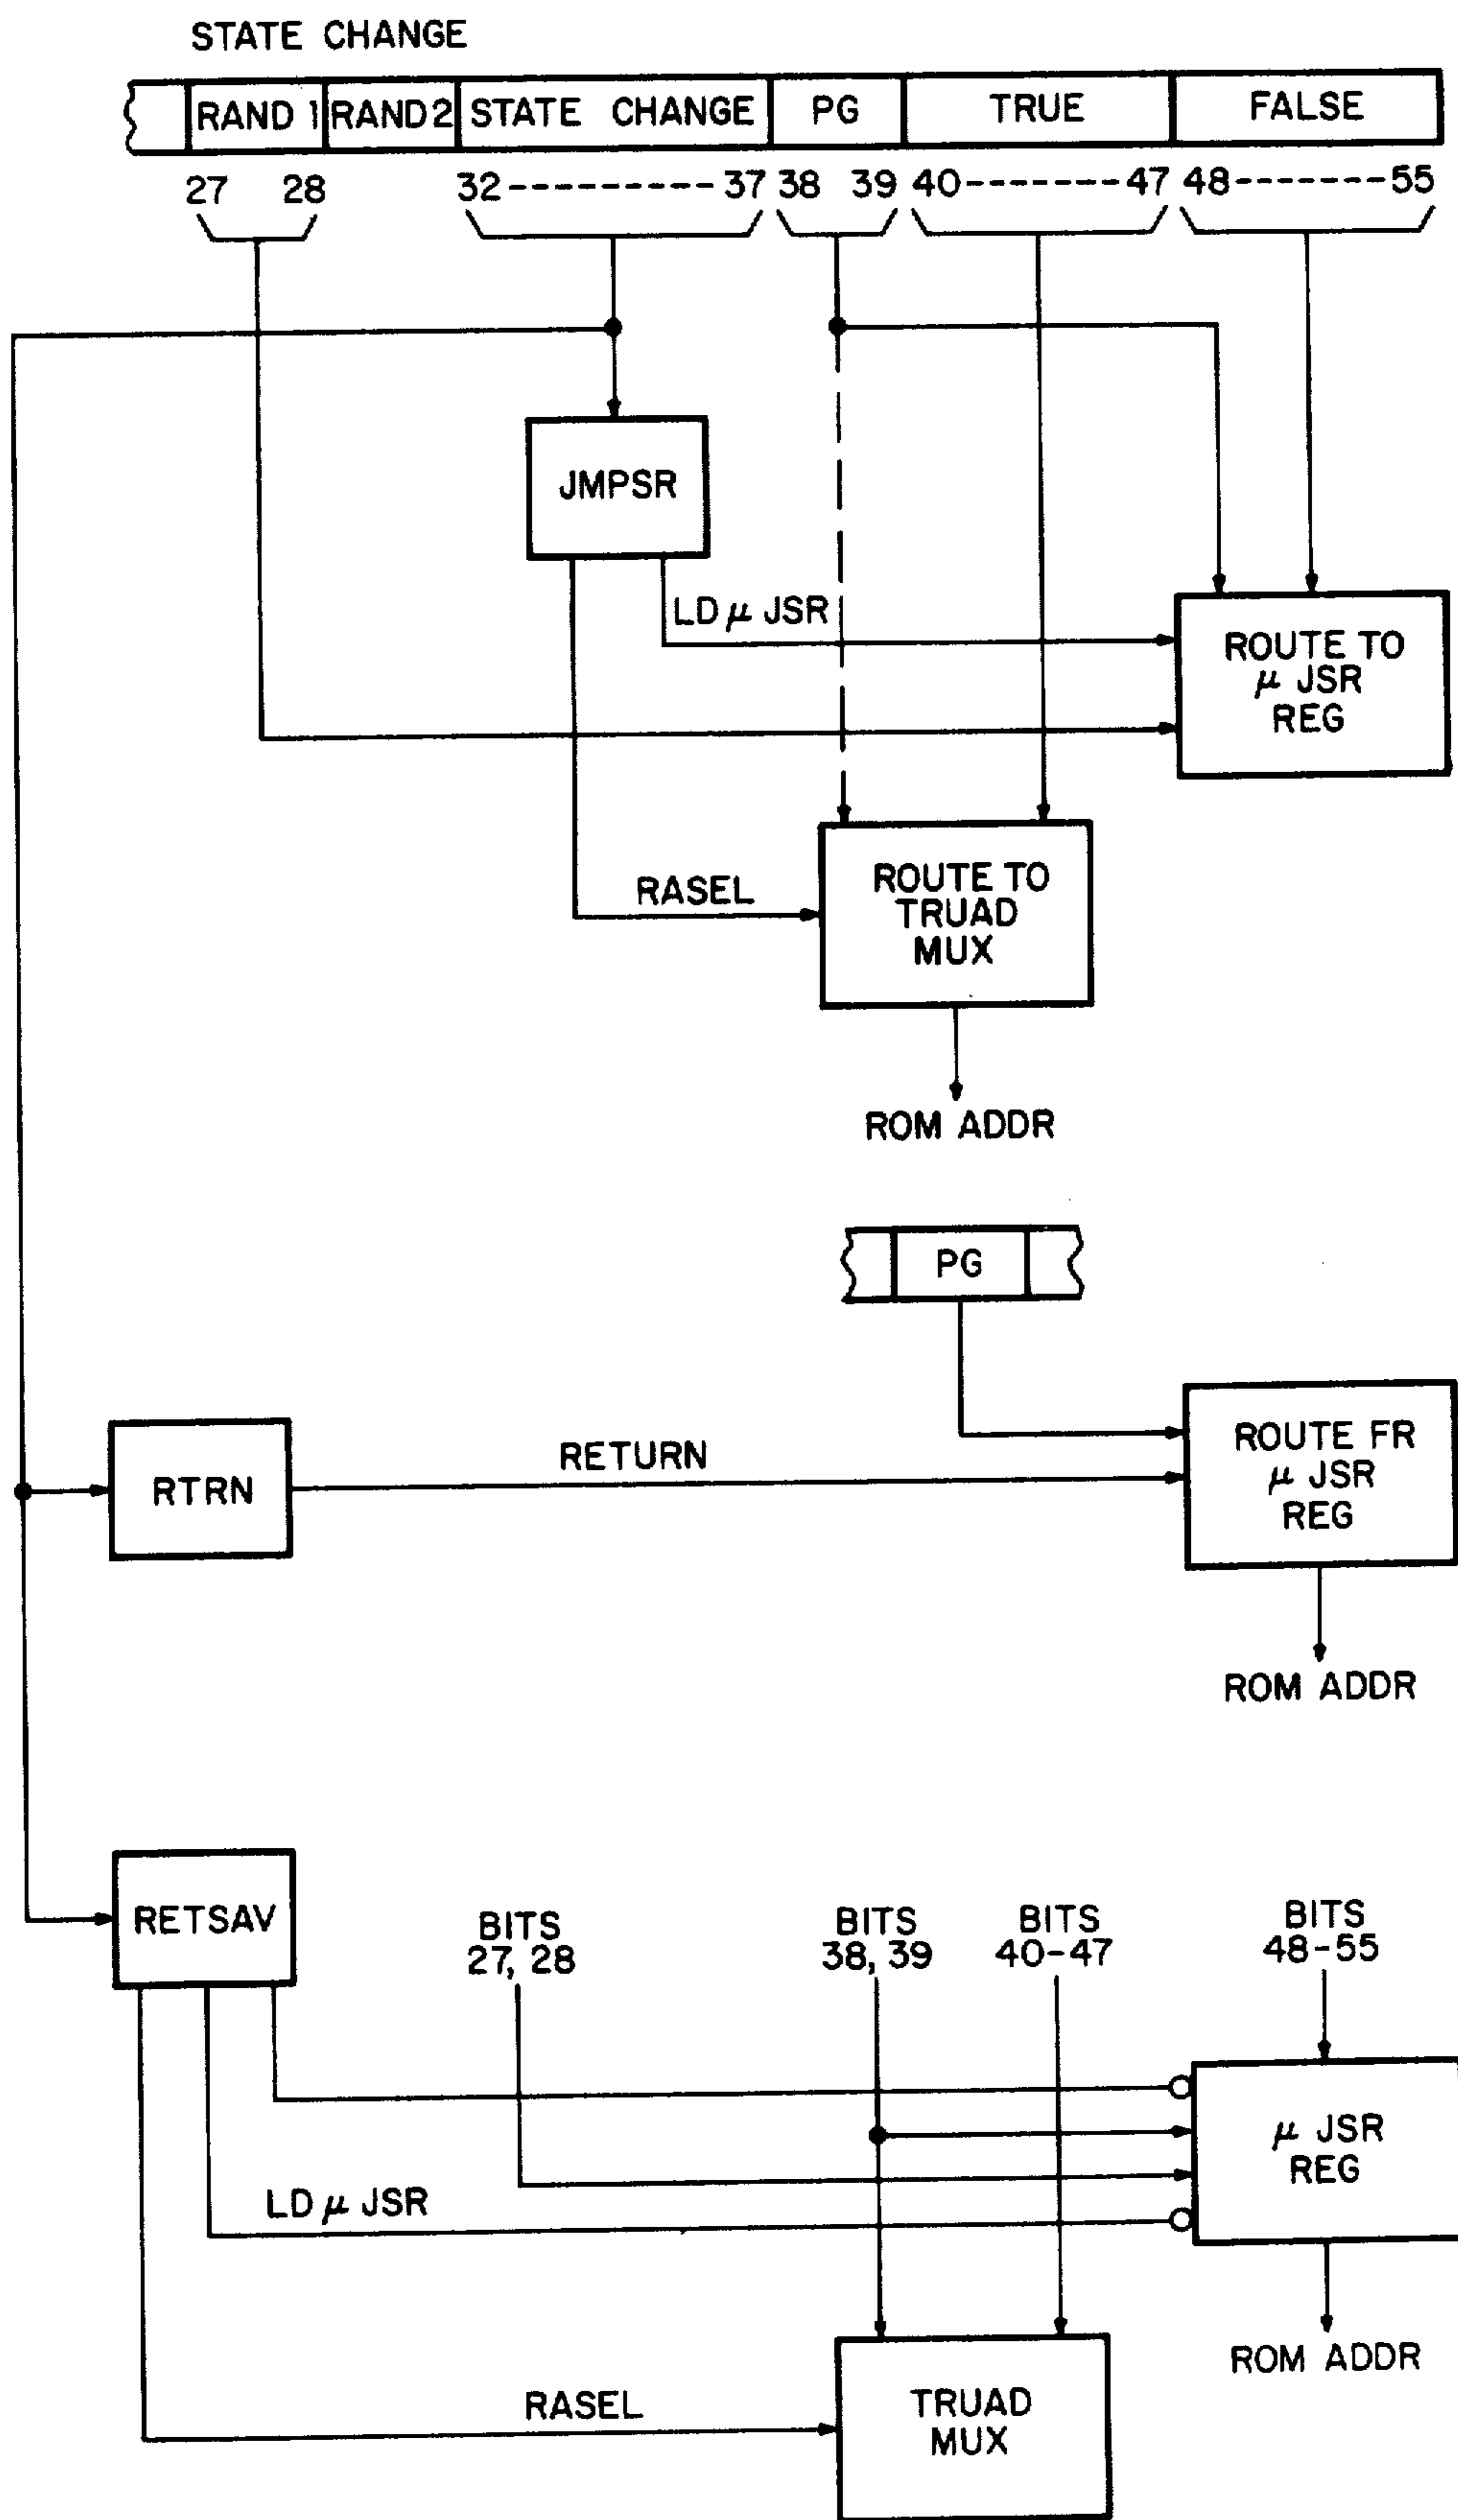 STATE CHANGE
RAND 1 RAND 2 STATE CHANGE PG TRUE FALSE
27 28 32----------37 38 39 40--------47 48--------55
JMPSR
LD μ JSR
ROUTE TO
μ JSR
REG
RASEL
ROUTE TO
TRUAD
MUX
ROM ADDR
PG
RTRN
RETURN
ROUTE FR
μ JSR
REG
ROM ADDR
RETSAV
BITS
27, 28
BITS
38, 39
BITS
40-47
BITS
48-55
LD μ JSR
μ JSR
REG
ROM ADDR
RASEL
TRUAD
MUX